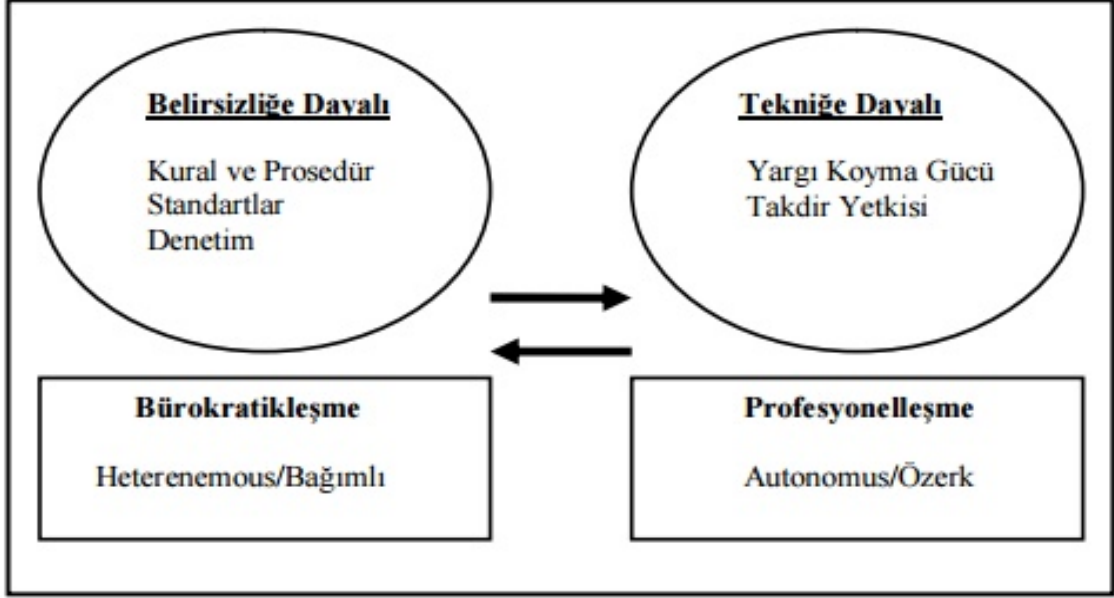 Belirsizliğe Dayalı
Kural ve Prosedür
Standartlar
Denetim
Tekniğe Dayalı
Yargı Koyma Gücü
Takdir Yetkisi
Bürokratikleşme
Heterenemous/Bağımlı
Profesyonelleşme
Autonomus/Özerk